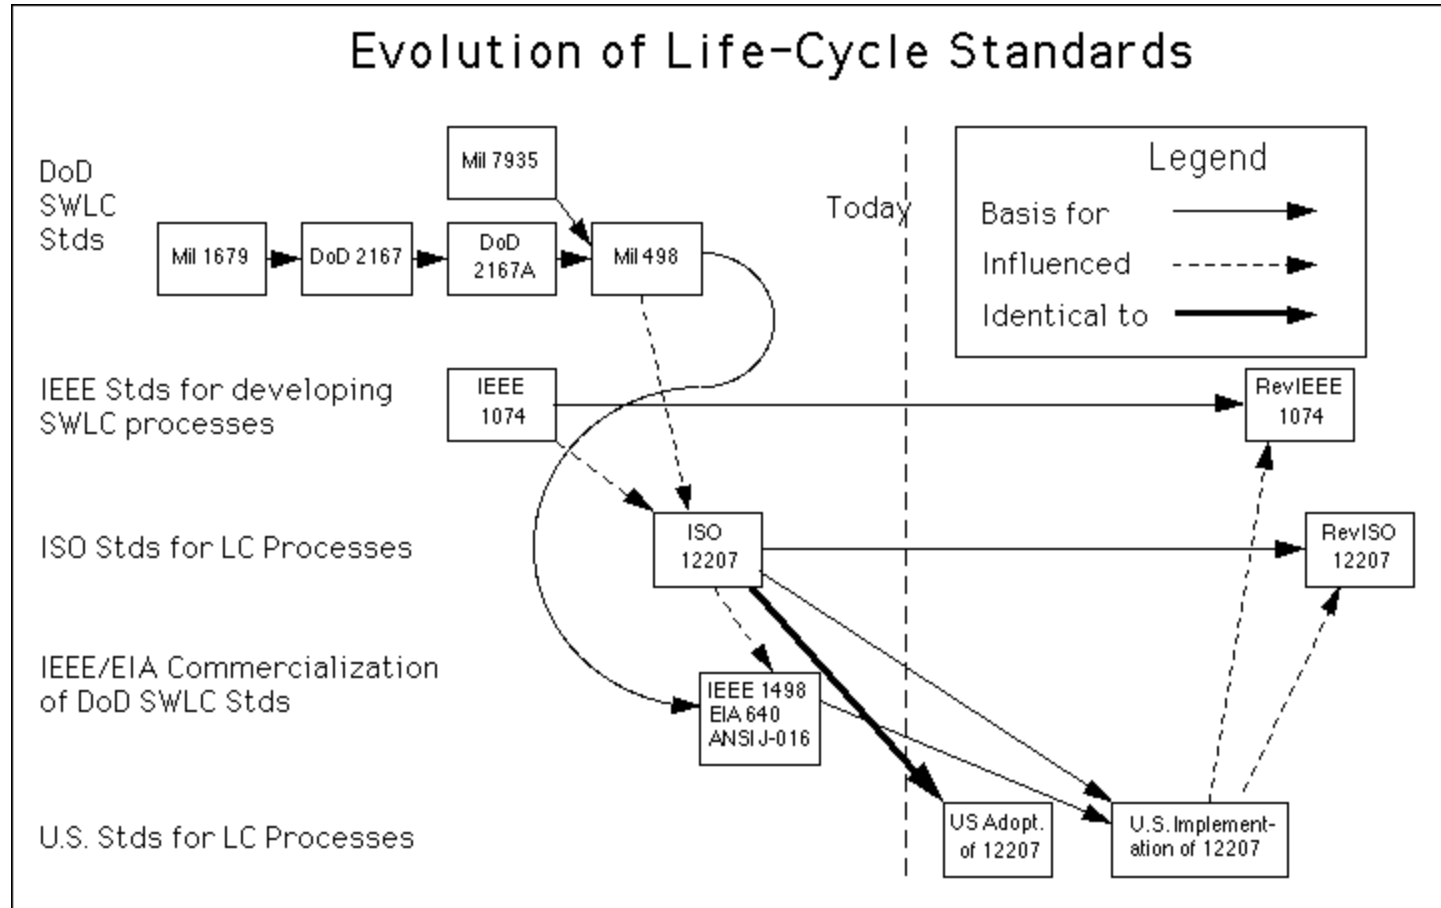 Evolution of Life-Cycle Standards
DoD
SWLC
Stds
Mil 7935
Mil 1679
DoD 2167
DoD
2167A
Mil 498
Today
Legend
Basis for
Influenced
Identical to
IEEE Stds for developing
SWLC processes
IEEE
1074
RevIEEE
1074
ISO Stds for LC Processes
ISO
12207
RevISO
12207
IEEE/EIA Commercialization
of DoD SWLC Stds
IEEE 1498
EIA 640
ANSI J-016
U.S. Stds for LC Processes
US Adopt.
of 12207
U.S. Implement-
ation of 12207